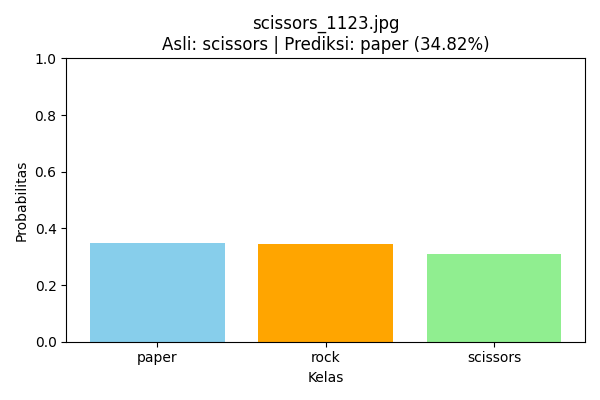 scissors_1123.jpg
Asli: scissors | Prediksi: paper (34.82%)
1.0
0.8
0.6
0.4
0.2
0.0
Probabilitas
paper rock scissors
Kelas